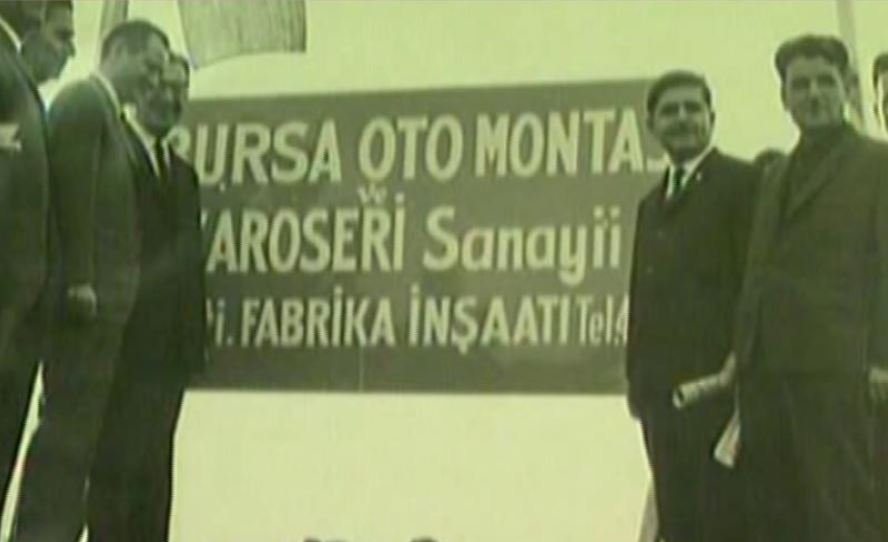 BURSA OTO MONTAJ
ve
KAROSERİ Sanayii
FABRİKA İNŞAATI Tel.